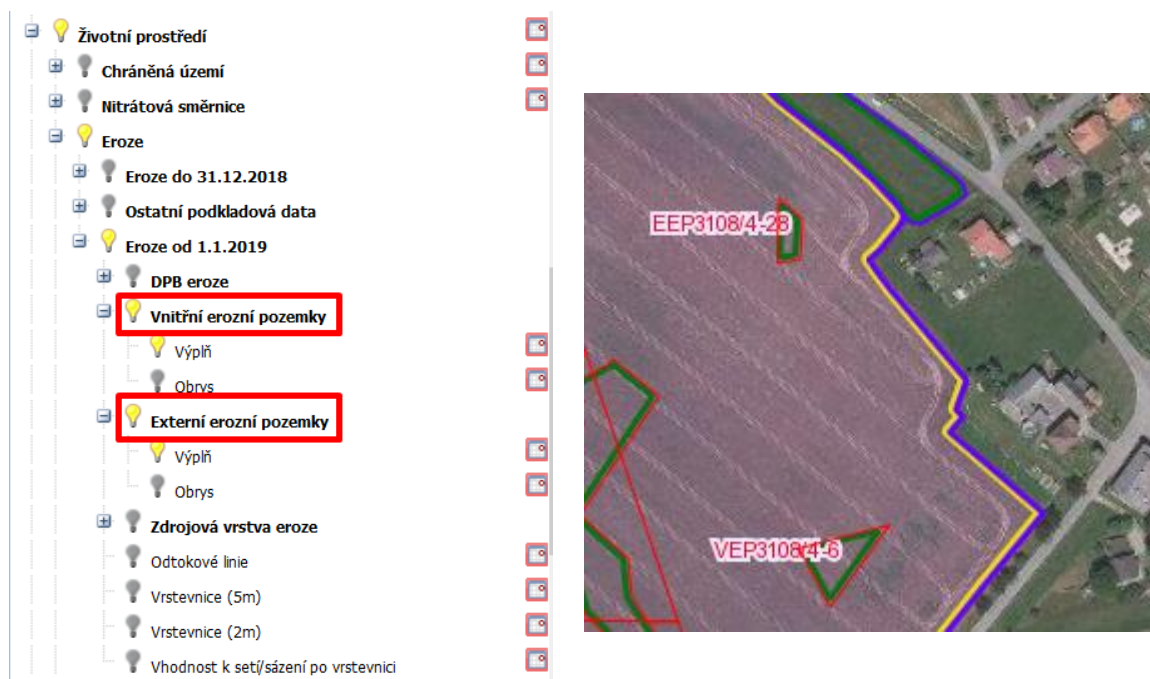 Životní prostředí
Chráněná území
Nitrátová směrnice
Eroze
Eroze do 31.12.2018
Ostatní podkladová data
Eroze od 1.1.2019
DPB eroze
Vnitřní erozní pozemky
Výplň
Obrys
Externí erozní pozemky
Výplň
Obrys
Zdrojová vrstva eroze
Odtokové linie
Vrstevnice (5m)
Vrstevnice (2m)
Vhodnost k setí/sázení po vrstevnici
EEP3108/4-28
VEP3108/4-6